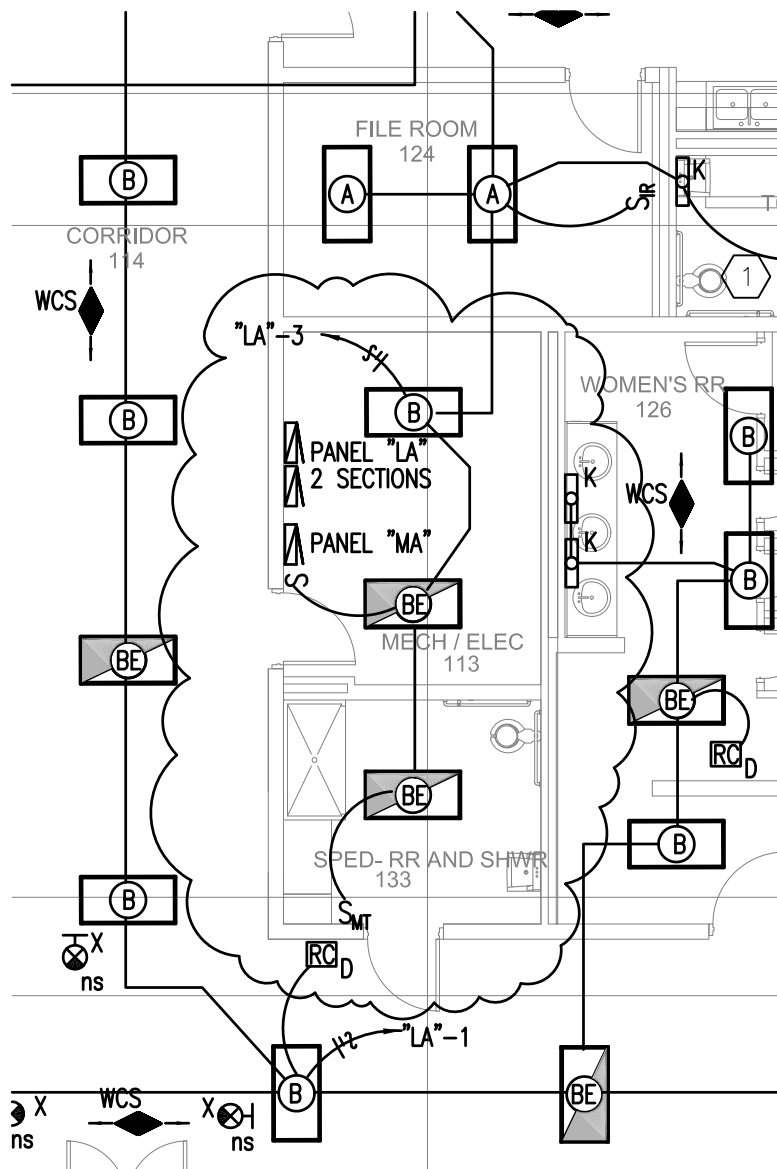 FILE ROOM
124
B
A
A
K
S IR
CORRIDOR
114
1
WCS
"LA"-3
WOMEN'S RR
126
B
B
B
PANEL "LA"
2 SECTIONS
K
WCS
PANEL "MA"
K
S
BE
B
MECH / ELEC
113
BE
BE
RC D
BE
B
SPED- RR AND SHWR
133
B
S MT
X
ns
RC D
"LA"-1
B
BE
WCS
X
X
ns
ns